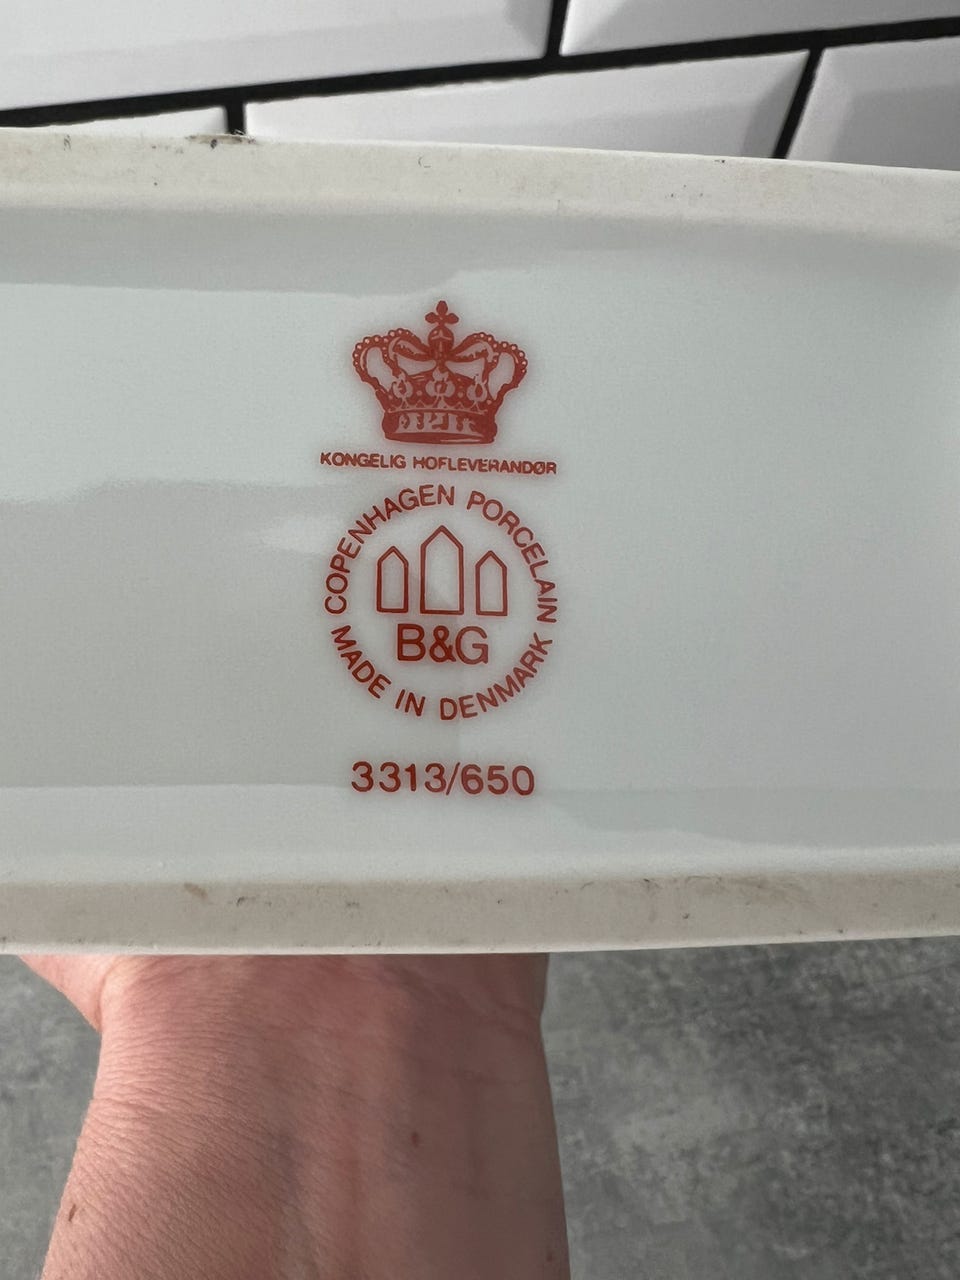 KONGELIG HOFLEVERANDØR
COPENHAGEN PORCELAIN
B&G
MADE IN DENMARK
3313/650